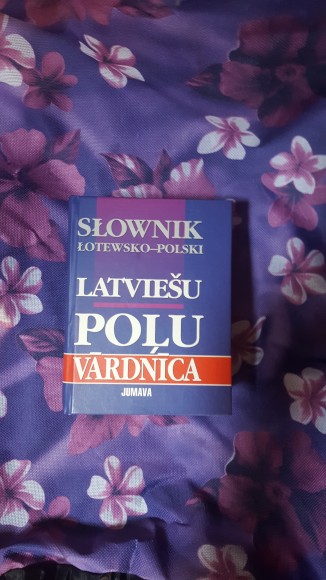 SŁOWNIK
ŁOTEWSKO–POLSKI
LATVIEŠU
POĻU
VĀRDNĪCA
JUMAVA